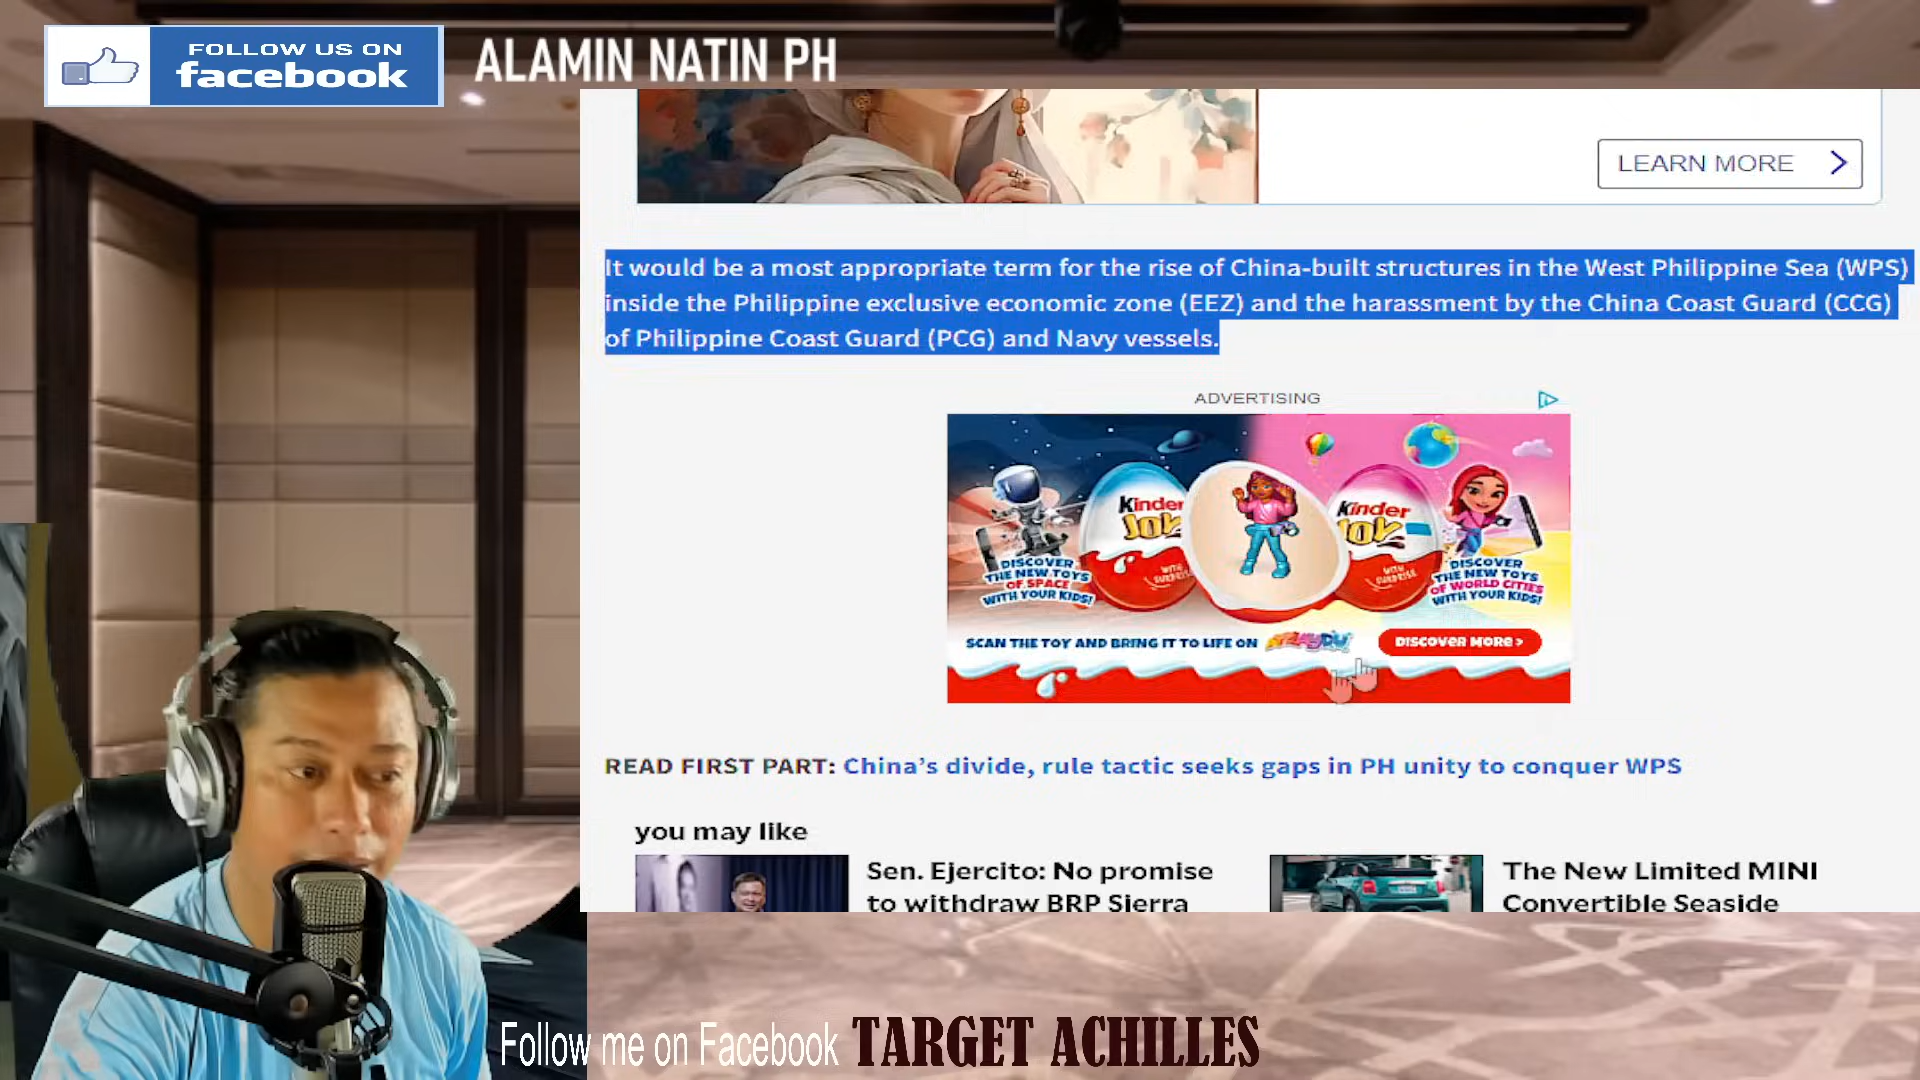 FOLLOW US ON
facebook
ALAMIN NATIN PH
LEARN MORE
It would be a most appropriate term for the rise of China-built structures in the West Philippine Sea (WPS)
inside the Philippine exclusive economic zone (EEZ) and the harassment by the China Coast Guard (CCG)
of Philippine Coast Guard (PCG) and Navy vessels.
ADVERTISING
Kinder
JOY
WITH
SURPRISE
Kinder
JOY
WITH
SURPRISE
DISCOVER
THE NEW TOYS
OF SPACE
WITH YOUR KIDS!
DISCOVER
THE NEW TOYS
OF WORLD CITIES
WITH YOUR KIDS!
SCAN THE TOY AND BRING IT TO LIFE ON
DISCOVER MORE >
READ FIRST PART: China’s divide, rule tactic seeks gaps in PH unity to conquer WPS
you may like
Sen. Ejercito: No promise
to withdraw BRP Sierra
The New Limited MINI
Convertible Seaside
Follow me on Facebook TARGET ACHILLES